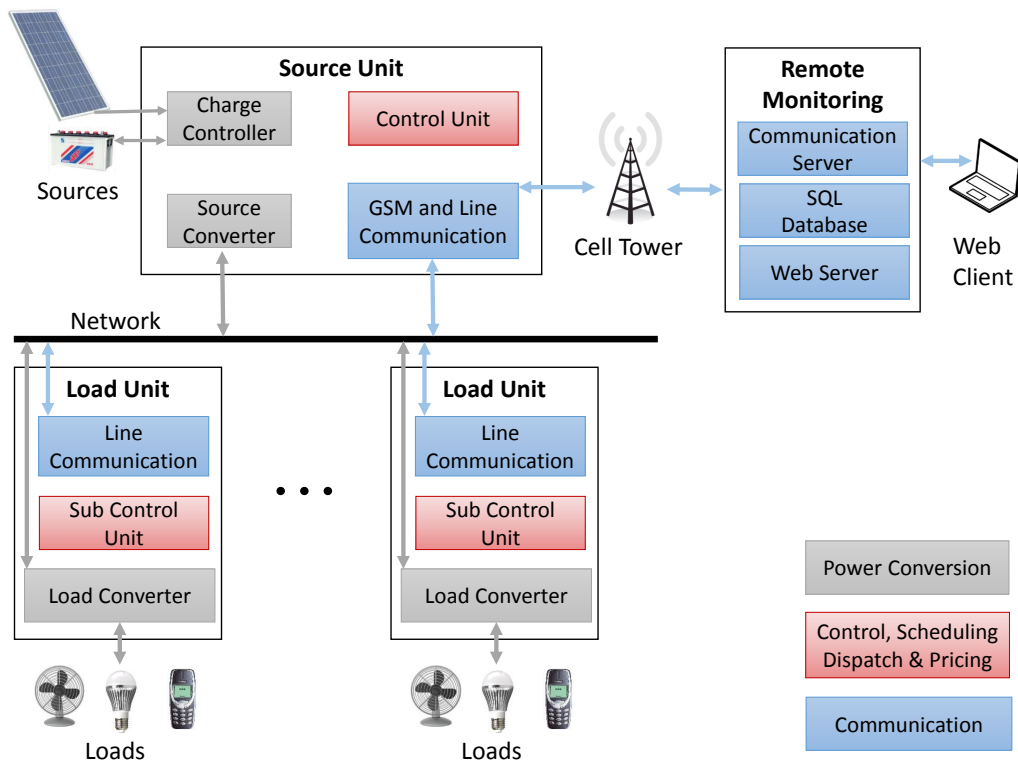 Source Unit
Charge
Controller
Control Unit
Source
Converter
GSM and Line
Communication
Sources
Cell Tower
Remote
Monitoring
Communication
Server
SQL
Database
Web Server
Web
Client
Network
Load Unit
Line
Communication
Sub Control
Unit
Load Converter
Loads
• • •
Load Unit
Line
Communication
Sub Control
Unit
Load Converter
Loads
Power Conversion
Control, Scheduling
Dispatch & Pricing
Communication